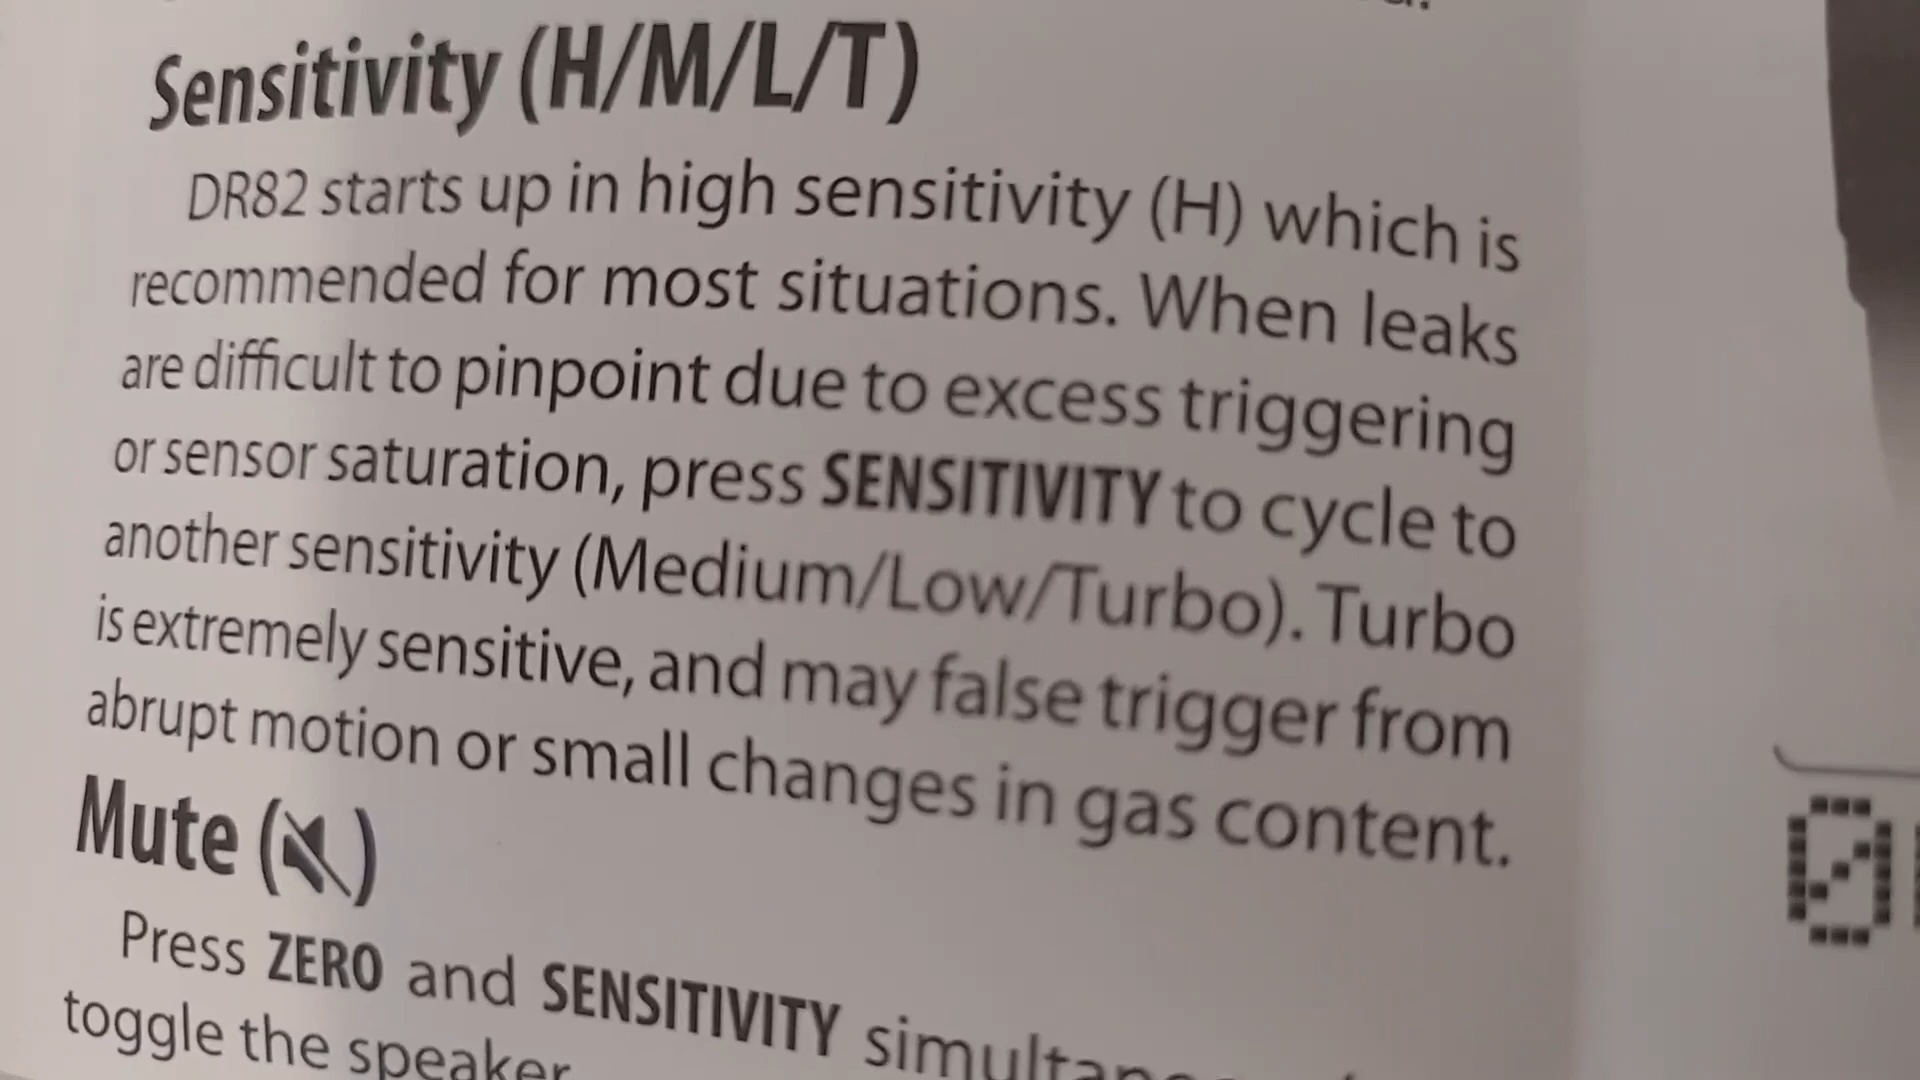 Sensitivity (H/M/L/T)
DR82 starts up in high sensitivity (H) which is
recommended for most situations. When leaks
are difficult to pinpoint due to excess triggering
or sensor saturation, press SENSITIVITY to cycle to
another sensitivity (Medium/Low/Turbo). Turbo
is extremely sensitive, and may false trigger from
abrupt motion or small changes in gas content.
Mute ( )
Press ZERO and SENSITIVITY
toggle the speaker
0